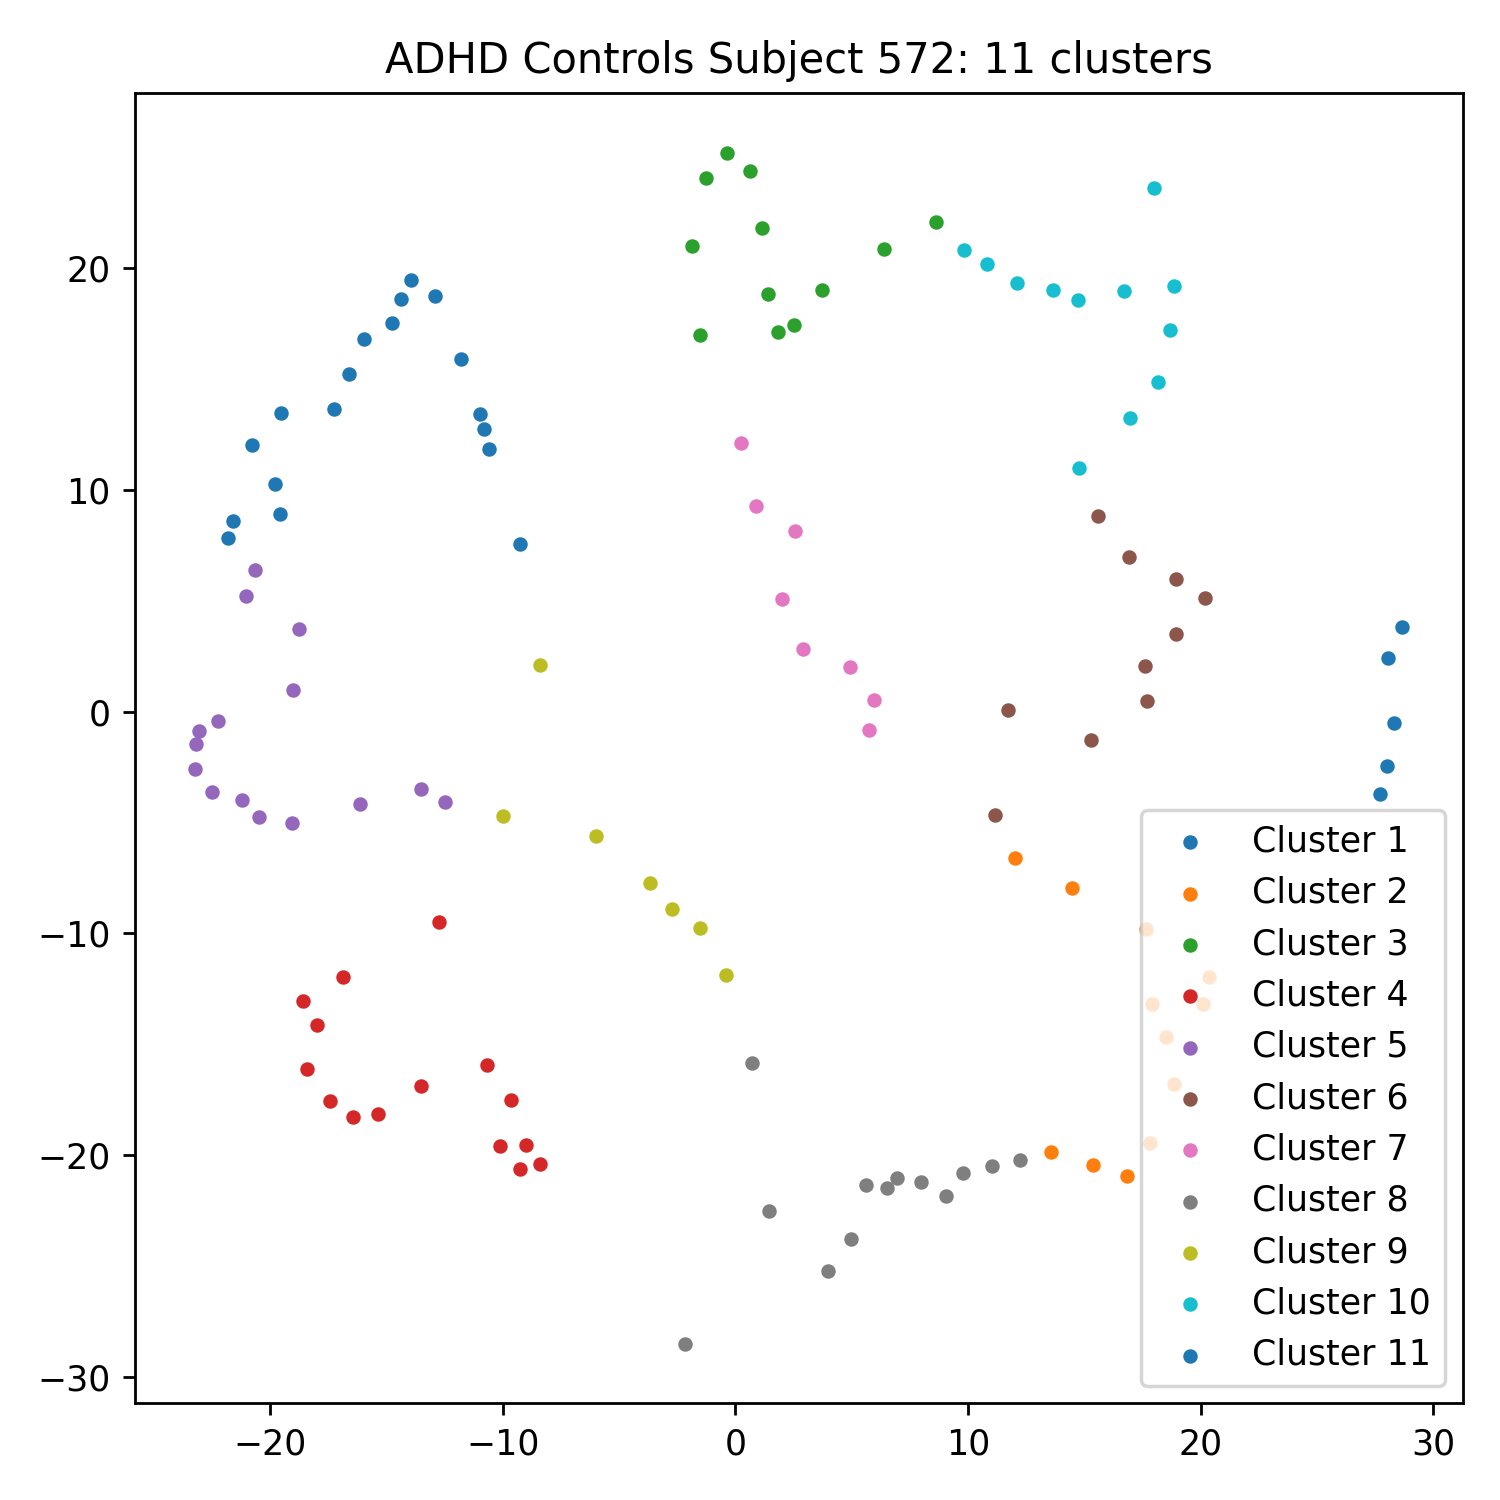 ADHD Controls Subject 572: 11 clusters
20
10
0
−10
−20
−30
Cluster 1
Cluster 2
Cluster 3
Cluster 4
Cluster 5
Cluster 6
Cluster 7
Cluster 8
Cluster 9
Cluster 10
Cluster 11
−20 −10 0 10 20 30